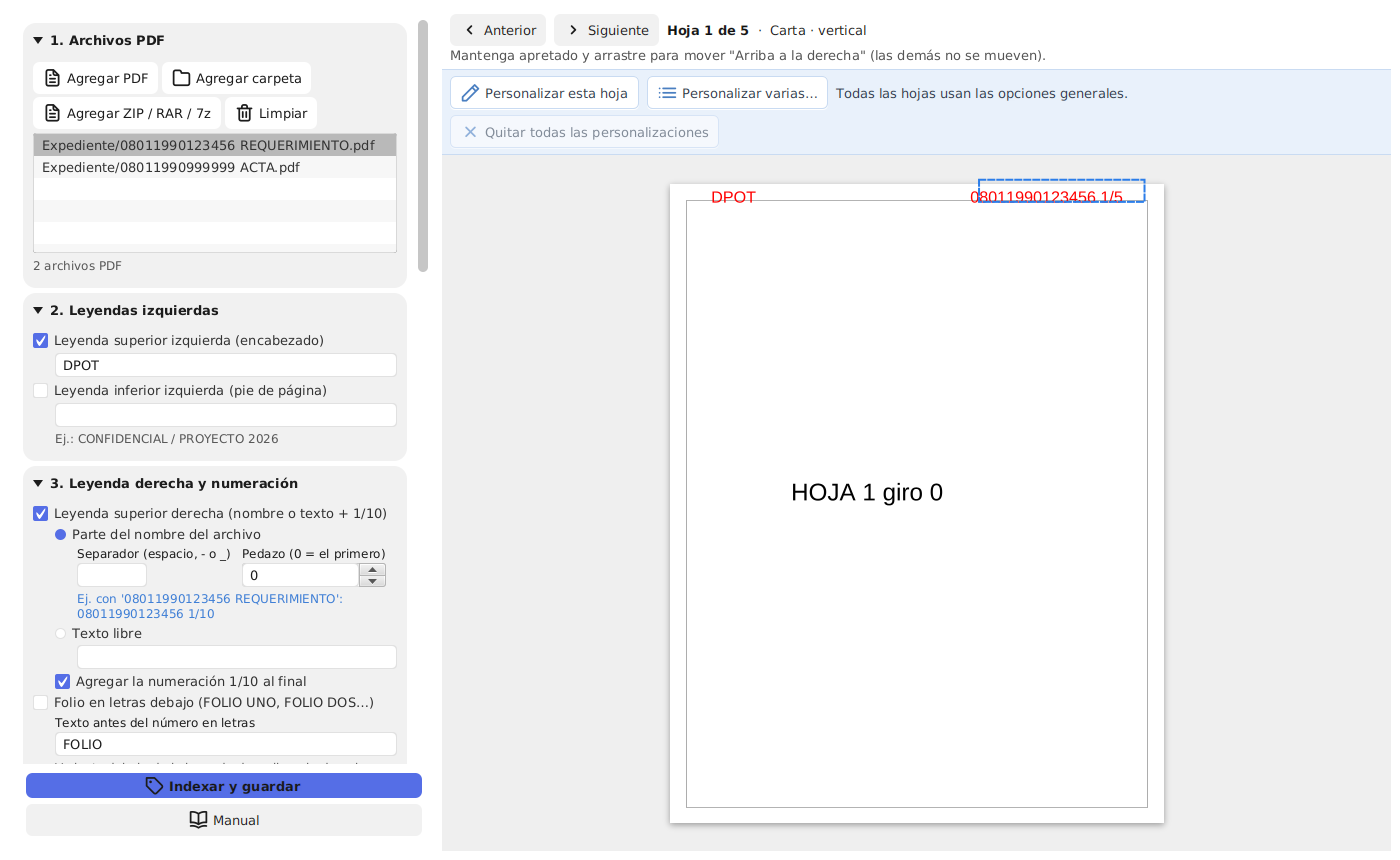 1. Archivos PDF
Agregar PDF
Agregar carpeta
Agregar ZIP / RAR / 7z
Limpiar
Expediente/08011990123456 REQUERIMIENTO.pdf
Expediente/08011990999999 ACTA.pdf
2 archivos PDF
2. Leyendas izquierdas
Leyenda superior izquierda (encabezado)
DPOT
Leyenda inferior izquierda (pie de página)
Ej.: CONFIDENCIAL / PROYECTO 2026
3. Leyenda derecha y numeración
Leyenda superior derecha (nombre o texto + 1/10)
Parte del nombre del archivo
Separador (espacio, - o _)
Pedazo (0 = el primero)
0
Ej. con '08011990123456 REQUERIMIENTO':
08011990123456 1/10
Texto libre
Agregar la numeración 1/10 al final
Folio en letras debajo (FOLIO UNO, FOLIO DOS...)
Texto antes del número en letras
FOLIO
Indexar y guardar
Manual
Anterior
Siguiente
Hoja 1 de 5 · Carta · vertical
Mantenga apretado y arrastre para mover "Arriba a la derecha" (las demás no se mueven).
Personalizar esta hoja
Personalizar varias...
Todas las hojas usan las opciones generales.
Quitar todas las personalizaciones
DPOT
08011990123456 1/5
HOJA 1 giro 0